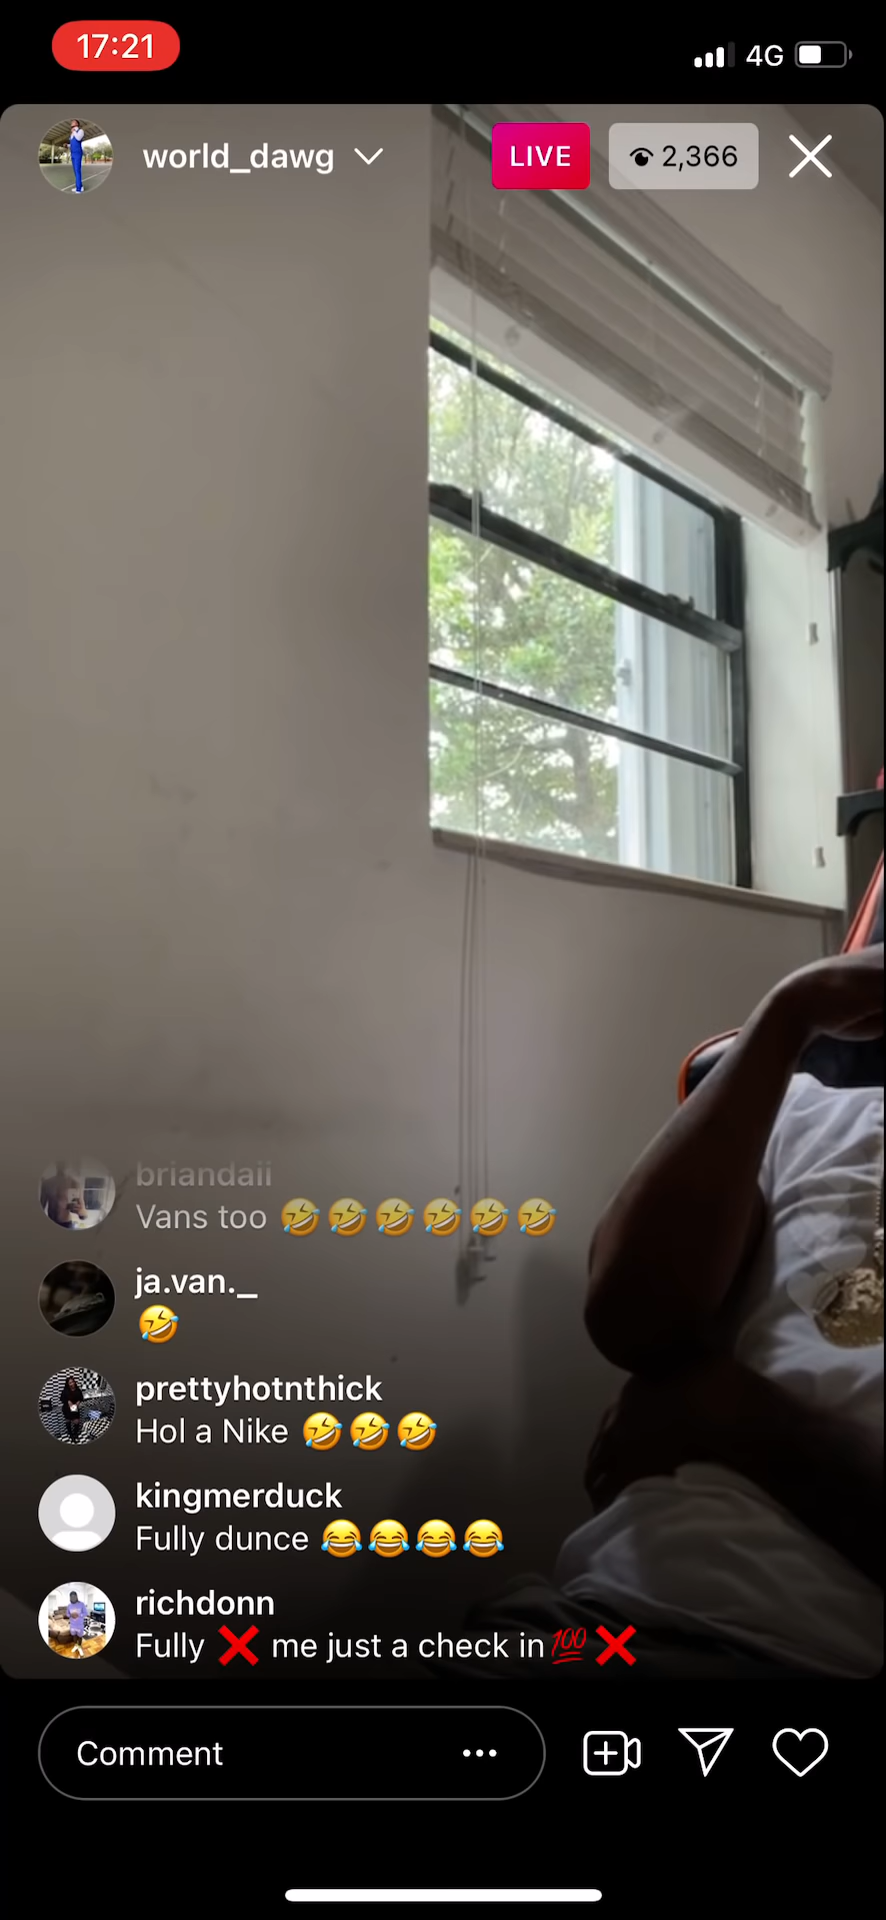 17:21
4G
world_dawg
LIVE
2,366
briandaii
Vans too 🤣🤣🤣🤣🤣🤣
ja.van._
🤣
prettyhotnthick
Hol a Nike 🤣🤣🤣
kingmerduck
Fully dunce 😂😂😂😂
richdonn
Fully ❌ me just a check in💯❌
Comment